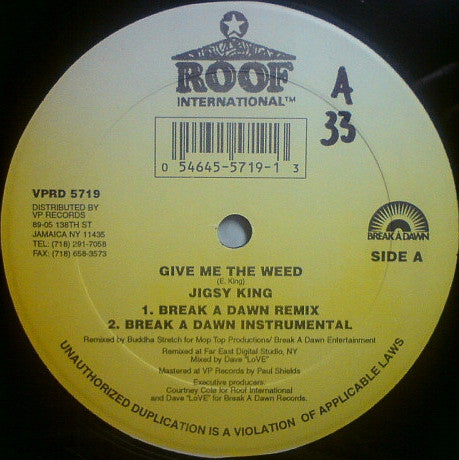 ROOF
INTERNATIONAL™
A
33
0 54645-5719-1 3
VPRD 5719
DISTRIBUTED BY
VP RECORDS
89-05 138TH ST
JAMAICA NY 11435
TEL: (718) 291-7058
FAX: (718) 658-3573
BREAK A DAWN
SIDE A
GIVE ME THE WEED
(E. King)
JIGSY KING
1. BREAK A DAWN REMIX
2. BREAK A DAWN INSTRUMENTAL
Remixed by Buddha Stretch for Mop Top Productions/ Break A Dawn Entertainment
Remixed at Far East Digital Studio, NY
Mixed by Dave "LoVE"
Mastered at VP Records by Paul Shields
Executive producers:
Courtney Cole for Roof International
and Dave "LoVE" for Break A Dawn Records.
UNAUTHORIZED DUPLICATION IS A VIOLATION OF APPLICABLE LAWS